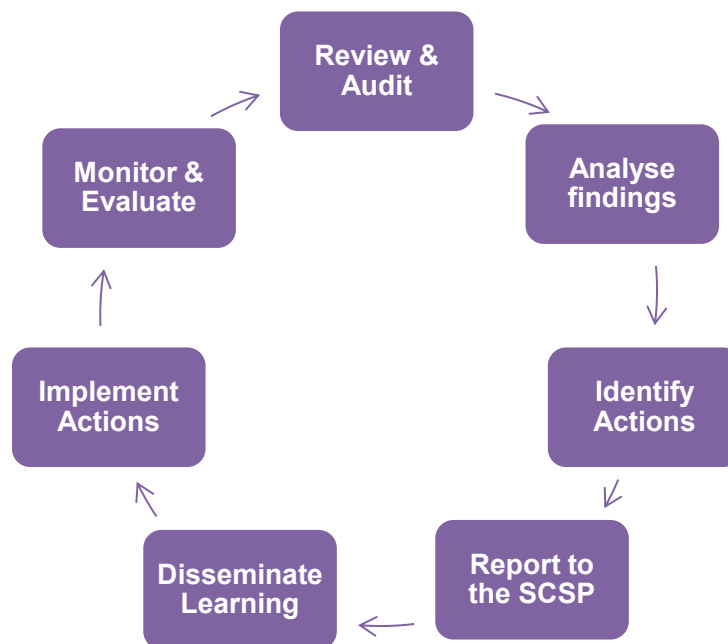 Review &
Audit
Analyse
findings
Identify
Actions
Report to
the SCSP
Disseminate
Learning
Implement
Actions
Monitor &
Evaluate